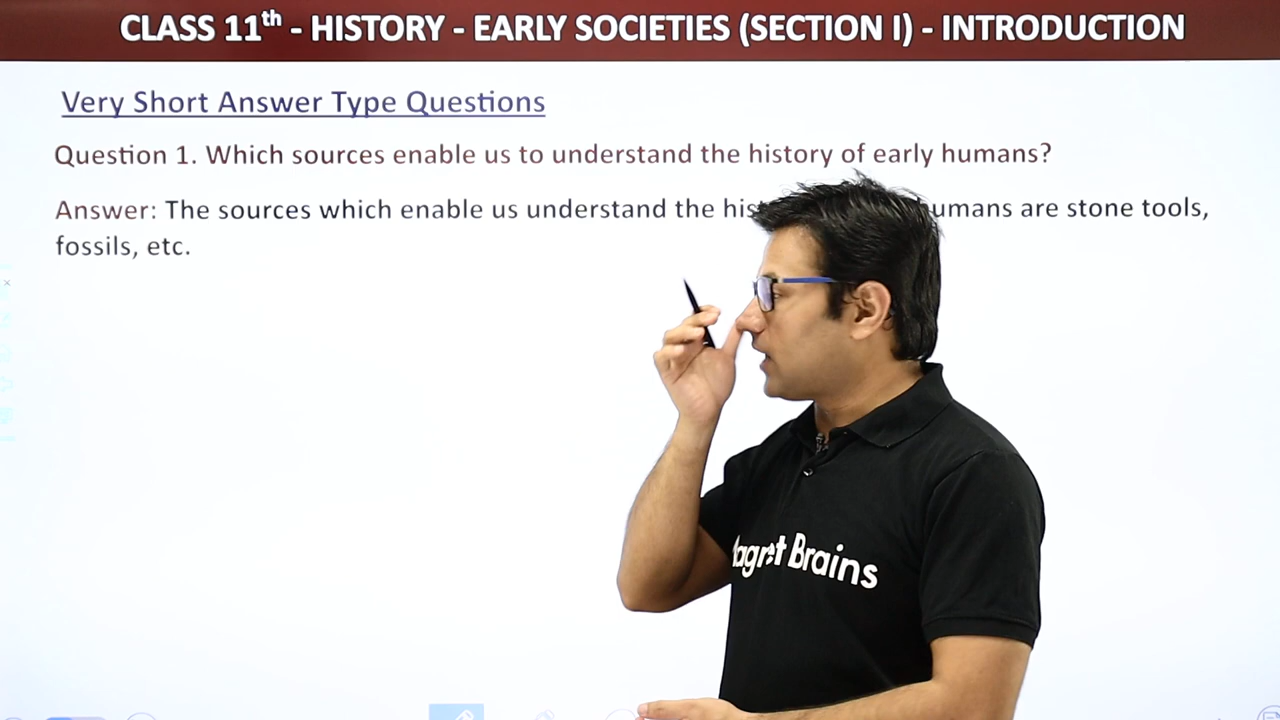 CLASS 11th - HISTORY - EARLY SOCIETIES (SECTION I) - INTRODUCTION
Very Short Answer Type Questions
Question 1. Which sources enable us to understand the history of early humans?
Answer: The sources which enable us understand the his umans are stone tools,
fossils, etc.
agnet Brains